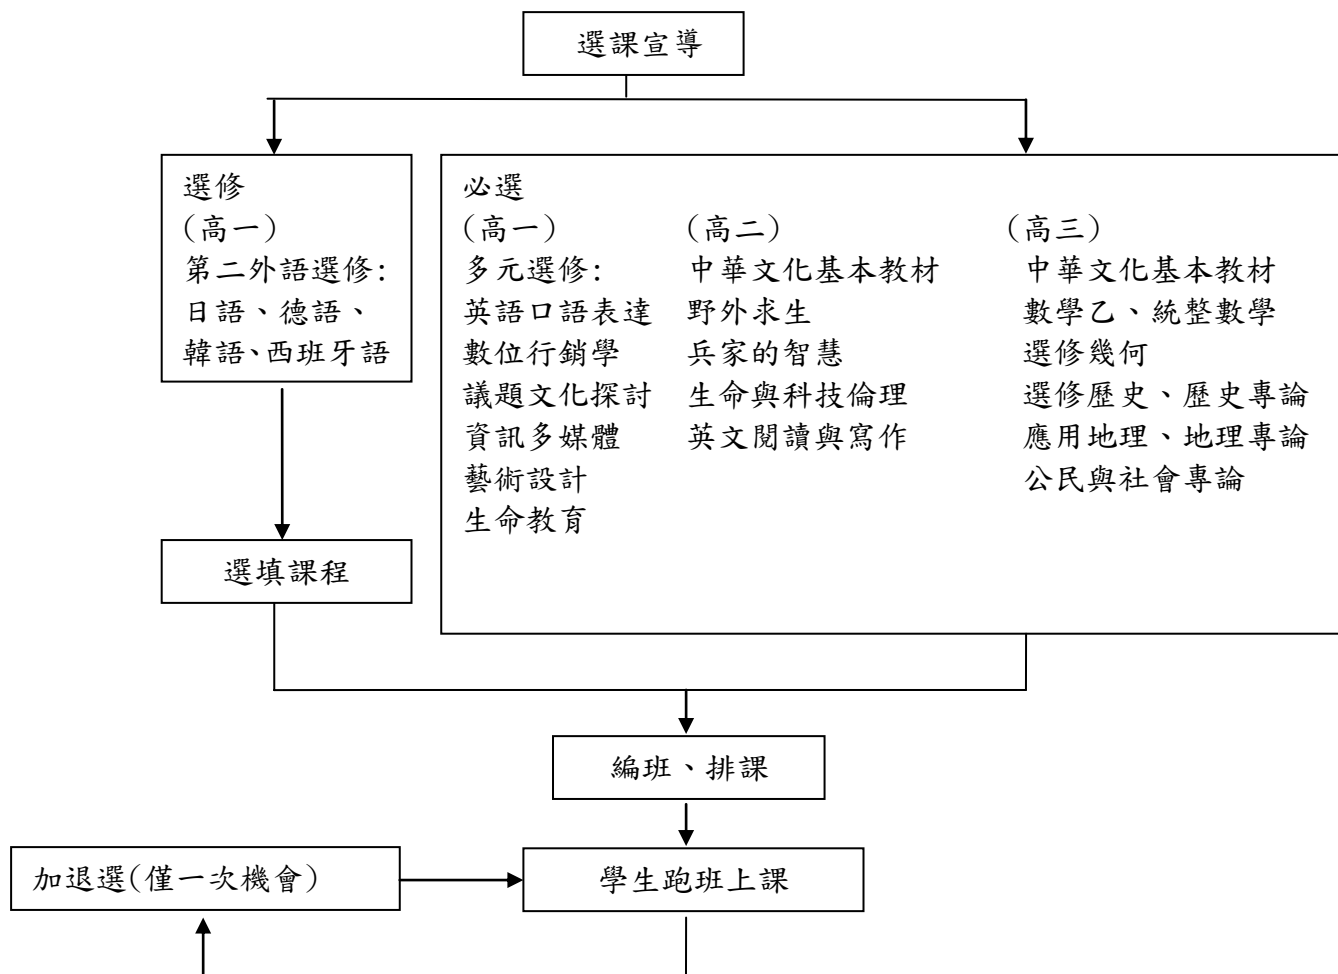 選課宣導
選修
(高一)
第二外語選修:
日語、德語、
韓語、西班牙語
必選
(高一)
多元選修:
英語口語表達
數位行銷學
議題文化探討
資訊多媒體
藝術設計
生命教育
(高二)
中華文化基本教材
野外求生
兵家的智慧
生命與科技倫理
英文閱讀與寫作
(高三)
中華文化基本教材
數學乙、統整數學
選修幾何
選修歷史、歷史專論
應用地理、地理專論
公民與社會專論
選填課程
編班、排課
加退選(僅一次機會)
學生跑班上課